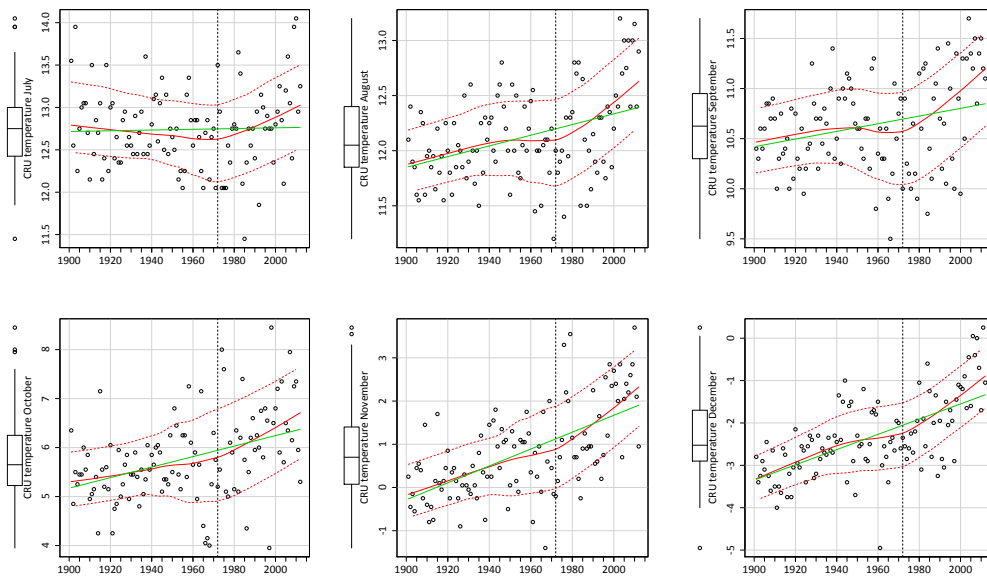 CRU temperature July
14.0
13.5
13.0
12.5
12.0
11.5
1900 1920 1940 1960 1980 2000
CRU temperature August
13.0
12.5
12.0
11.5
1900 1920 1940 1960 1980 2000
CRU temperature September
11.5
11.0
10.5
10.0
9.5
1900 1920 1940 1960 1980 2000
CRU temperature October
8
7
6
5
4
1900 1920 1940 1960 1980 2000
CRU temperature November
3
2
1
0
-1
1900 1920 1940 1960 1980 2000
CRU temperature December
0
-1
-2
-3
-4
-5
1900 1920 1940 1960 1980 2000